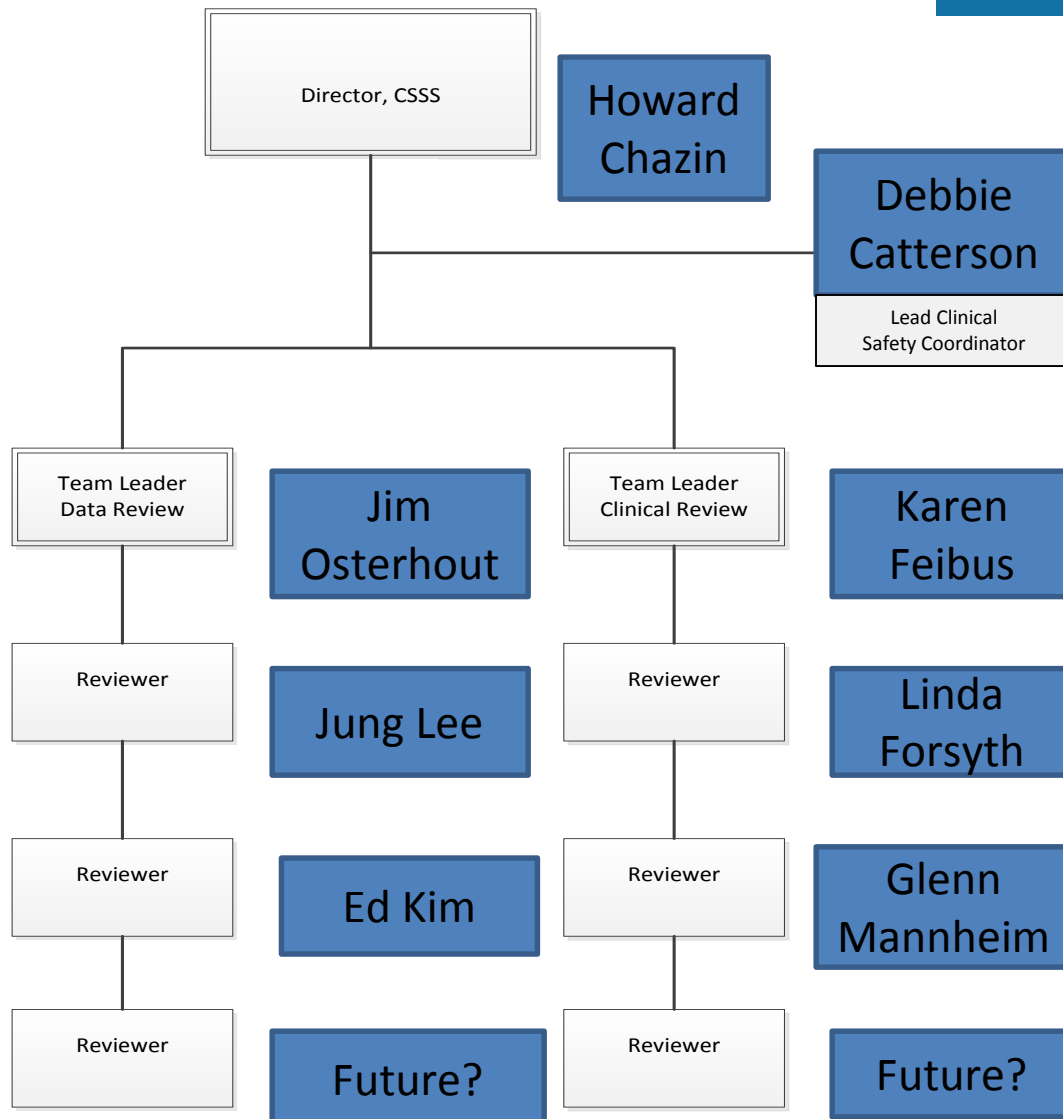 Director, CSSS
Howard
Chazin
Debbie
Catterson
Lead Clinical
Safety Coordinator
Team Leader
Data Review
Jim
Osterhout
Team Leader
Clinical Review
Karen
Feibus
Reviewer
Jung Lee
Reviewer
Linda
Forsyth
Reviewer
Ed Kim
Reviewer
Glenn
Mannheim
Reviewer
Future?
Reviewer
Future?